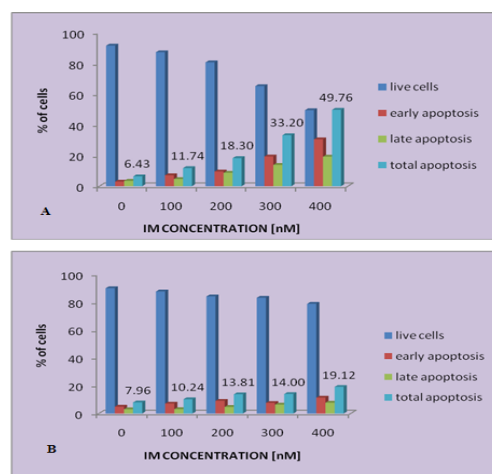 100
80
60
40
20
0
% of cells
6.43
11.74
18.30
33.20
49.76
0
100
200
300
400
IM CONCENTRATION [nM]
live cells
early apoptosis
late apoptosis
total apoptosis
A
100
80
60
40
20
0
% of cells
7.96
10.24
13.81
14.00
19.12
0
100
200
300
400
IM CONCENTRATION [nM]
live cells
early apoptosis
late apoptosis
total apoptosis
B